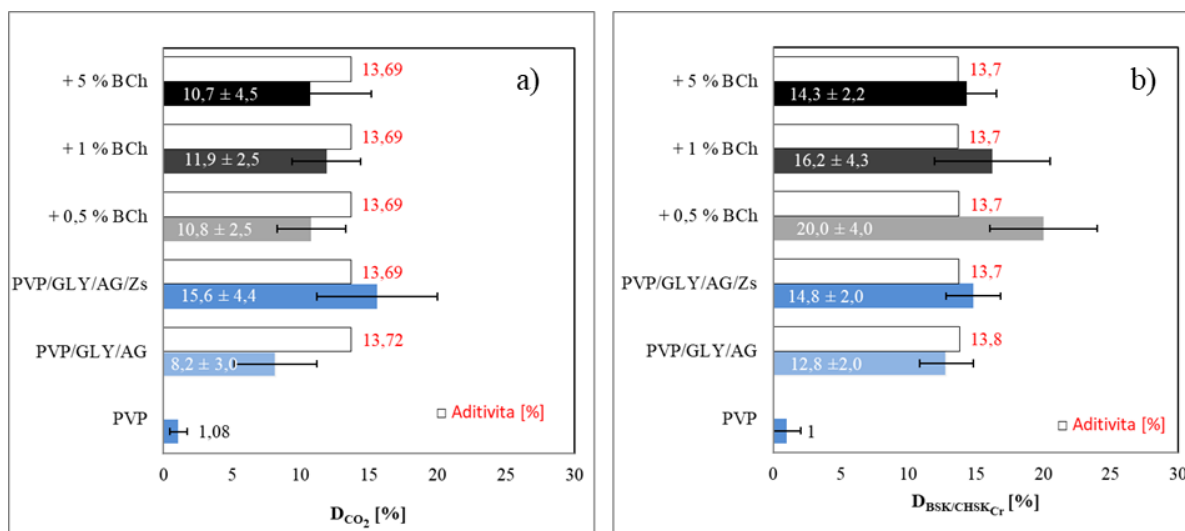 a)
+ 5 % BCh
13,69
10,7 ± 4,5
+ 1 % BCh
13,69
11,9 ± 2,5
+ 0,5 % BCh
13,69
10,8 ± 2,5
PVP/GLY/AG/Zs
13,69
15,6 ± 4,4
PVP/GLY/AG
13,72
8,2 ± 3,0
PVP
1,08
Aditivita [%]
0 5 10 15 20 25 30
D_CO₂ [%]
b)
+ 5 % BCh
13,7
14,3 ± 2,2
+ 1 % BCh
13,7
16,2 ± 4,3
+ 0,5 % BCh
13,7
20,0 ± 4,0
PVP/GLY/AG/Zs
13,7
14,8 ± 2,0
PVP/GLY/AG
13,8
12,8 ±2,0
PVP
1
Aditivita [%]
0 5 10 15 20 25 30
D_BSK/CHSK_Cr [%]